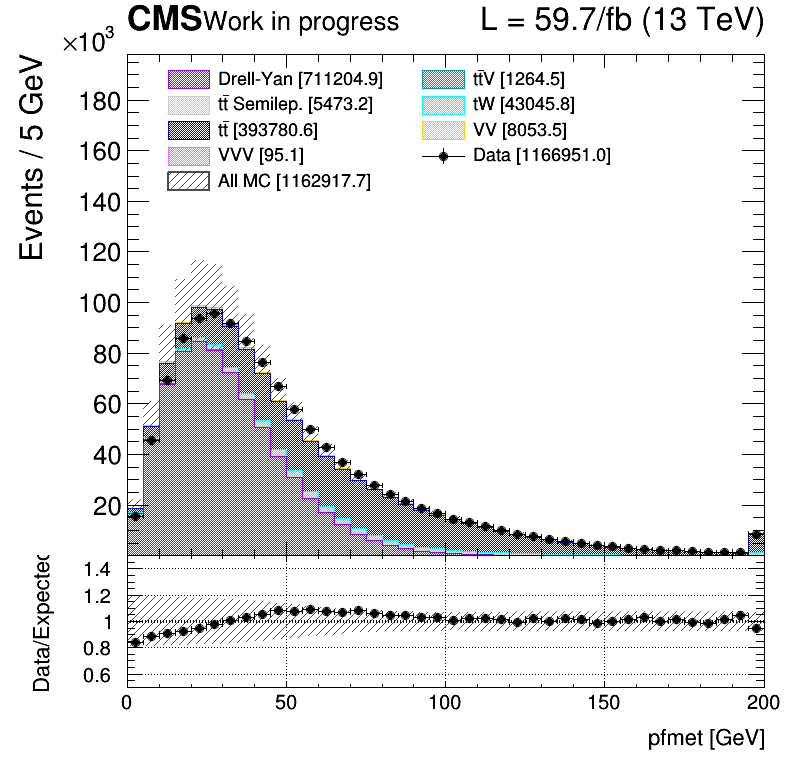 CMS Work in progress L = 59.7/fb (13 TeV)
×10³
Events / 5 GeV
180
160
140
120
100
80
60
40
20
Drell-Yan [711204.9]
tt̄ Semilep. [5473.2]
tt̄ [393780.6]
VVV [95.1]
All MC [1162917.7]
tt̄V [1264.5]
tW [43045.8]
VV [8053.5]
Data [1166951.0]
Data/Expected
1.4
1.2
1
0.8
0.6
0 50 100 150 200
pfmet [GeV]